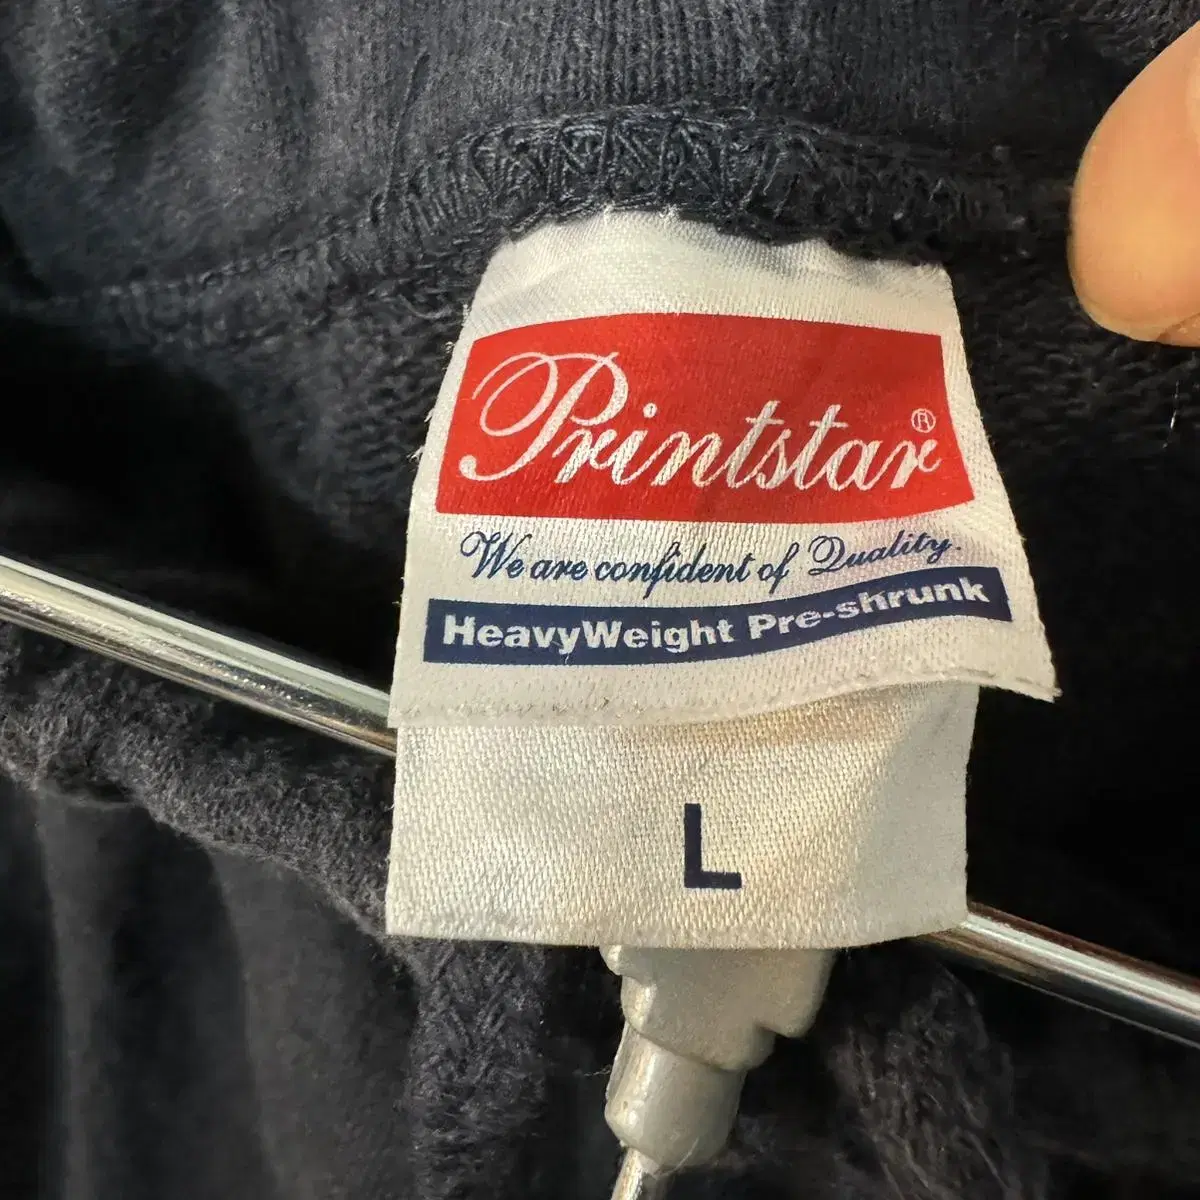 Printstar®
We are confident of Quality.
HeavyWeight Pre-shrunk
L